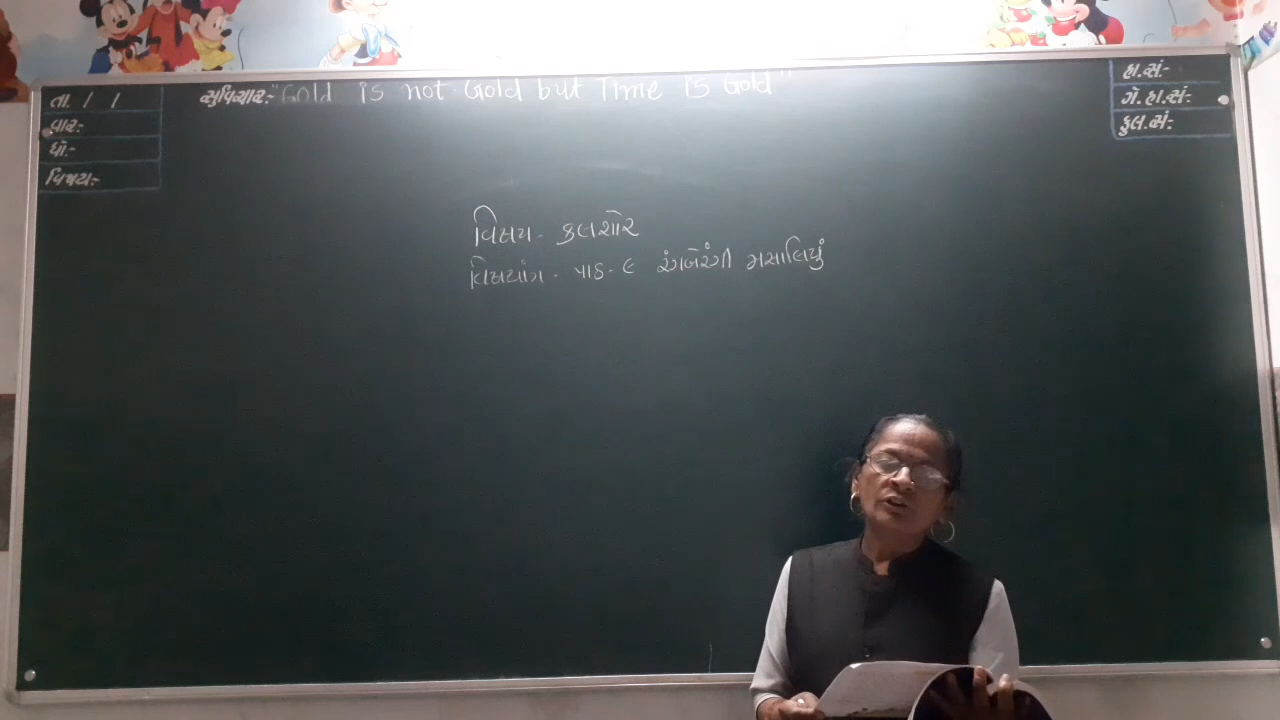 તા. / /
વાર:-
ધો:-
વિષય:-
સુવિચાર:- "Gold is not Gold but Time is Gold"
હા.સં:-
ગે.હા.સં:-
કુલ.સં:-
વિષય - કલશોર
વિષયાંગ - પાઠ - ૯ રંગબેરંગી મસાલિયું